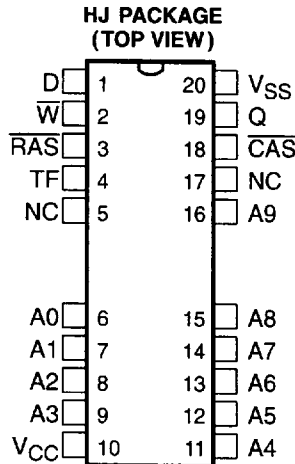 HJ PACKAGE
(TOP VIEW)
D 1 20 VSS
W̅ 2 19 Q
R̅A̅S̅ 3 18 C̅A̅S̅
TF 4 17 NC
NC 5 16 A9
A0 6 15 A8
A1 7 14 A7
A2 8 13 A6
A3 9 12 A5
VCC 10 11 A4